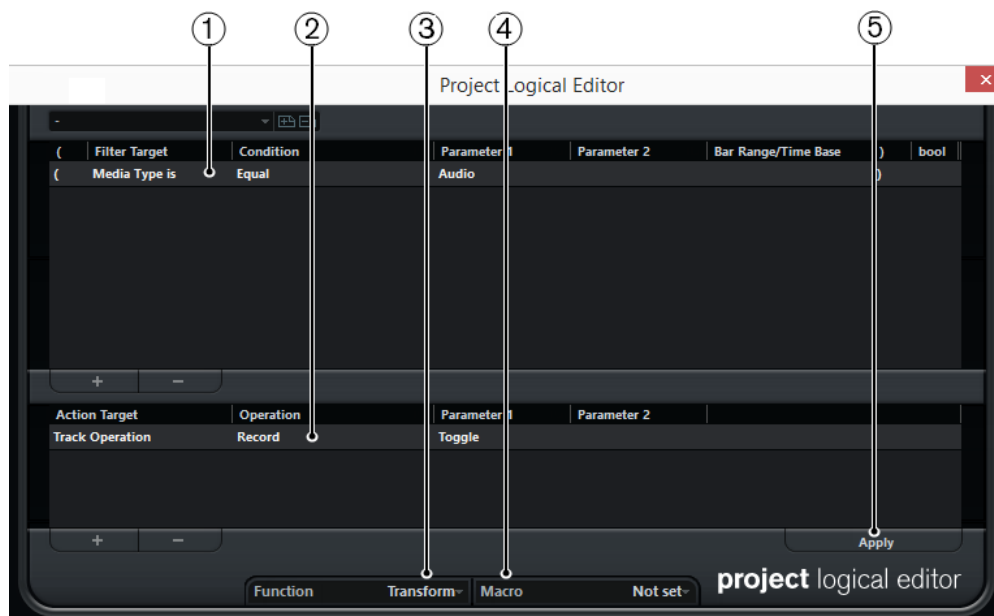 ① ② ③ ④ ⑤
Project Logical Editor
-
( Filter Target Condition Parameter 1 Parameter 2 Bar Range/Time Base ) bool
( Media Type is Equal Audio )
+ −
Action Target Operation Parameter 1 Parameter 2
Track Operation Record Toggle
+ − Apply
Function Transform Macro Not set
project logical editor